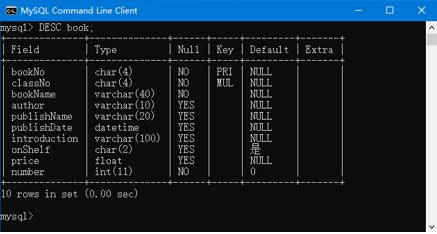 MySQL Command Line Client
mysql> DESC book;
+--------------+--------------+------+-----+---------+-------+
| Field        | Type         | Null | Key | Default | Extra |
+--------------+--------------+------+-----+---------+-------+
| bookNo       | char(4)      | NO   | PRI | NULL    |       |
| classNo      | char(4)      | NO   | MUL | NULL    |       |
| bookName     | varchar(40)  | NO   |     | NULL    |       |
| author       | varchar(10)  | YES  |     | NULL    |       |
| publishName  | varchar(20)  | YES  |     | NULL    |       |
| publishDate  | datetime     | YES  |     | NULL    |       |
| introduction | varchar(100) | YES  |     | NULL    |       |
| onShelf      | char(2)      | YES  |     | 是      |       |
| price        | float        | YES  |     | NULL    |       |
| number       | int(11)      | NO   |     | 0       |       |
+--------------+--------------+------+-----+---------+-------+
10 rows in set (0.00 sec)
mysql>